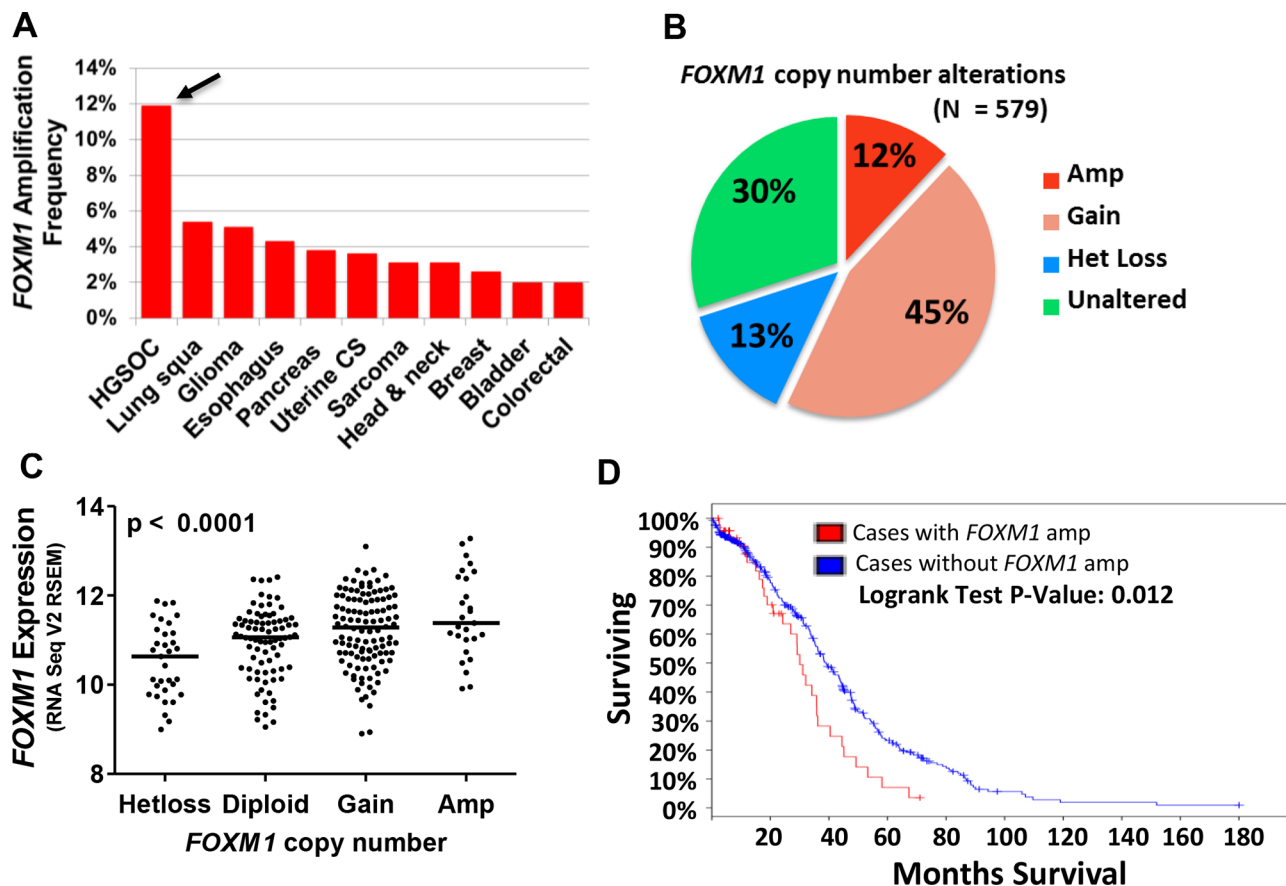 A
FOXM1 Amplification
Frequency
14%
12%
10%
8%
6%
4%
2%
0%
HGSOC
Lung squa
Glioma
Esophagus
Pancreas
Uterine CS
Sarcoma
Head & neck
Breast
Bladder
Colorectal
B
FOXM1 copy number alterations
(N = 579)
12%
45%
13%
30%
Amp
Gain
Het Loss
Unaltered
C
FOXM1 Expression
(RNA Seq V2 RSEM)
14
12
10
8
p < 0.0001
Hetloss Diploid Gain Amp
FOXM1 copy number
D
Surviving
100%
90%
80%
70%
60%
50%
40%
30%
20%
10%
0%
Cases with FOXM1 amp
Cases without FOXM1 amp
Logrank Test P-Value: 0.012
20 40 60 80 100 120 140 160 180
Months Survival